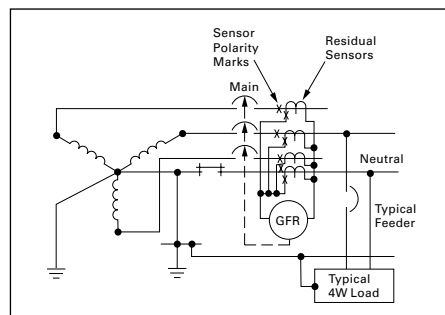 Sensor
Polarity
Marks
Residual
Sensors
Main
Neutral
Typical
Feeder
GFR
Typical
4W Load